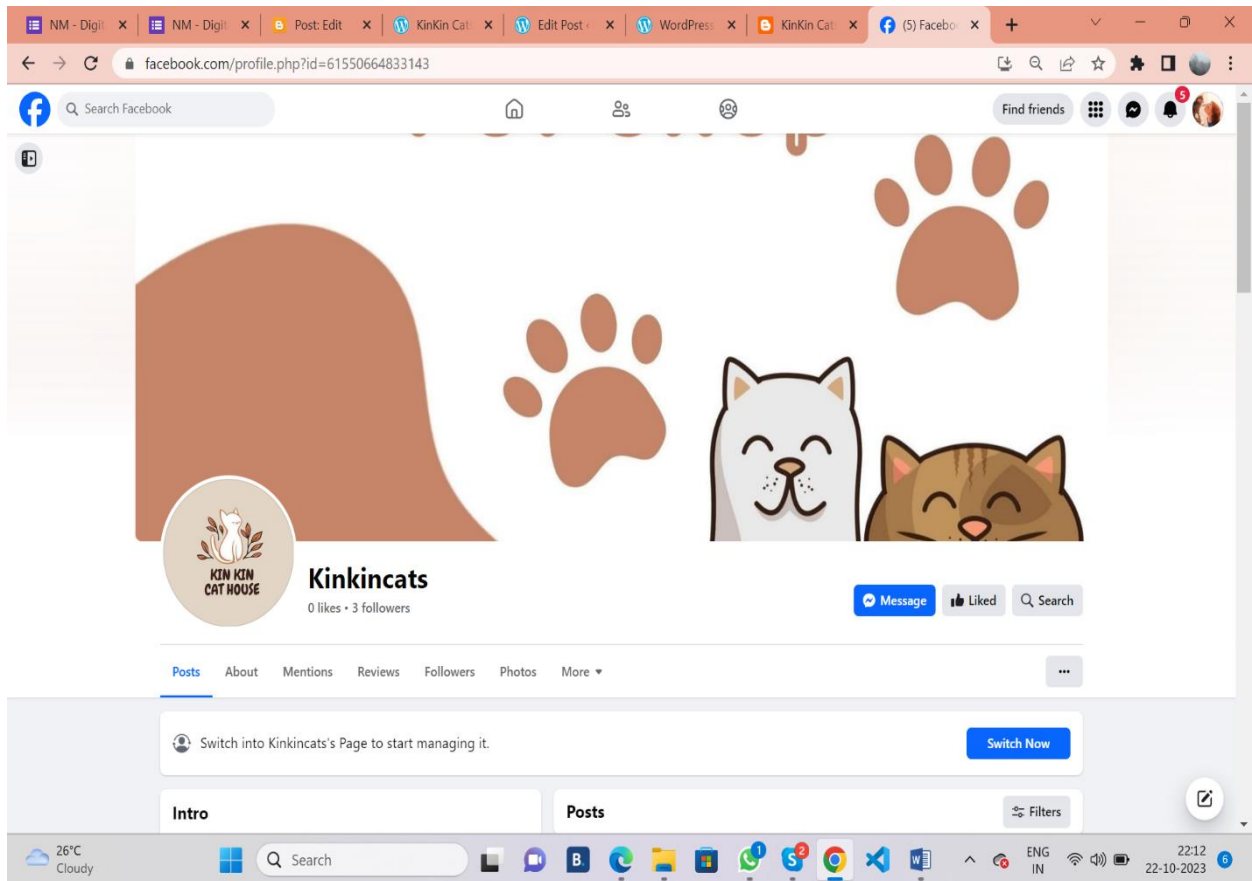 NM - Digit
NM - Digit
Post: Edit
KinKin Cat
Edit Post
WordPress
KinKin Cat
(5) Facebo
facebook.com/profile.php?id=61550664833143
Search Facebook
Find friends
5
KIN KIN
CAT HOUSE
Kinkincats
0 likes • 3 followers
Message
Liked
Search
Posts About Mentions Reviews Followers Photos More
Switch into Kinkincats's Page to start managing it.
Switch Now
Intro
Posts
Filters
26°C
Cloudy
Search
B.
1
2
ENG
IN
22:12
22-10-2023
6